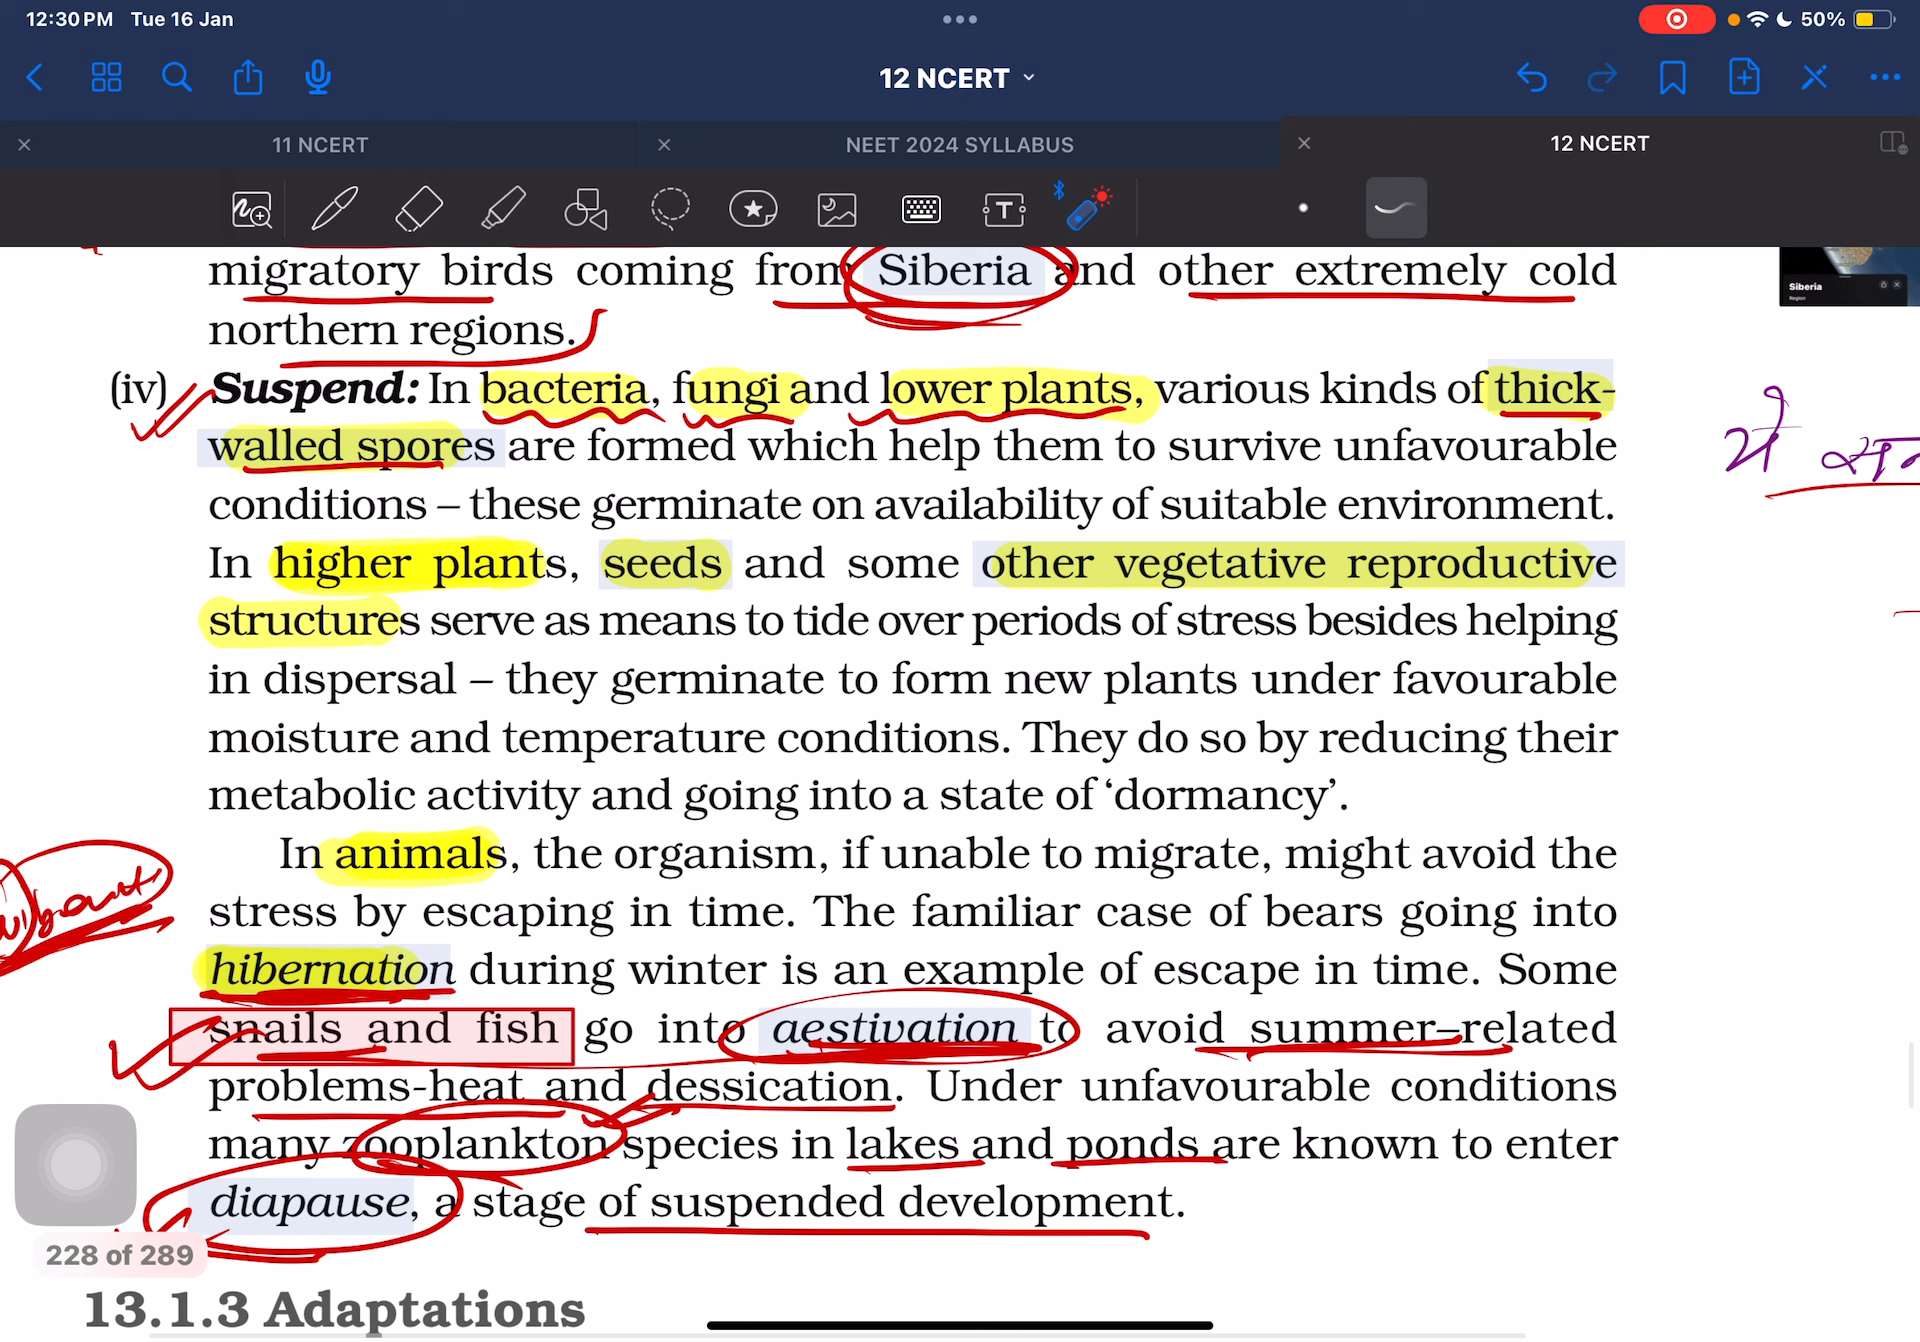 12:30 PM Tue 16 Jan
50%
12 NCERT
11 NCERT
NEET 2024 SYLLABUS
12 NCERT
migratory birds coming from Siberia and other extremely cold
northern regions.
Siberia
Region
(iv) Suspend: In bacteria, fungi and lower plants, various kinds of thick-
walled spores are formed which help them to survive unfavourable
conditions – these germinate on availability of suitable environment.
In higher plants, seeds and some other vegetative reproductive
structures serve as means to tide over periods of stress besides helping
in dispersal – they germinate to form new plants under favourable
moisture and temperature conditions. They do so by reducing their
metabolic activity and going into a state of ‘dormancy’.
In animals, the organism, if unable to migrate, might avoid the
stress by escaping in time. The familiar case of bears going into
hibernation during winter is an example of escape in time. Some
snails and fish go into aestivation to avoid summer–related
problems-heat and dessication. Under unfavourable conditions
many zooplankton species in lakes and ponds are known to enter
diapause, a stage of suspended development.
228 of 289
13.1.3 Adaptations